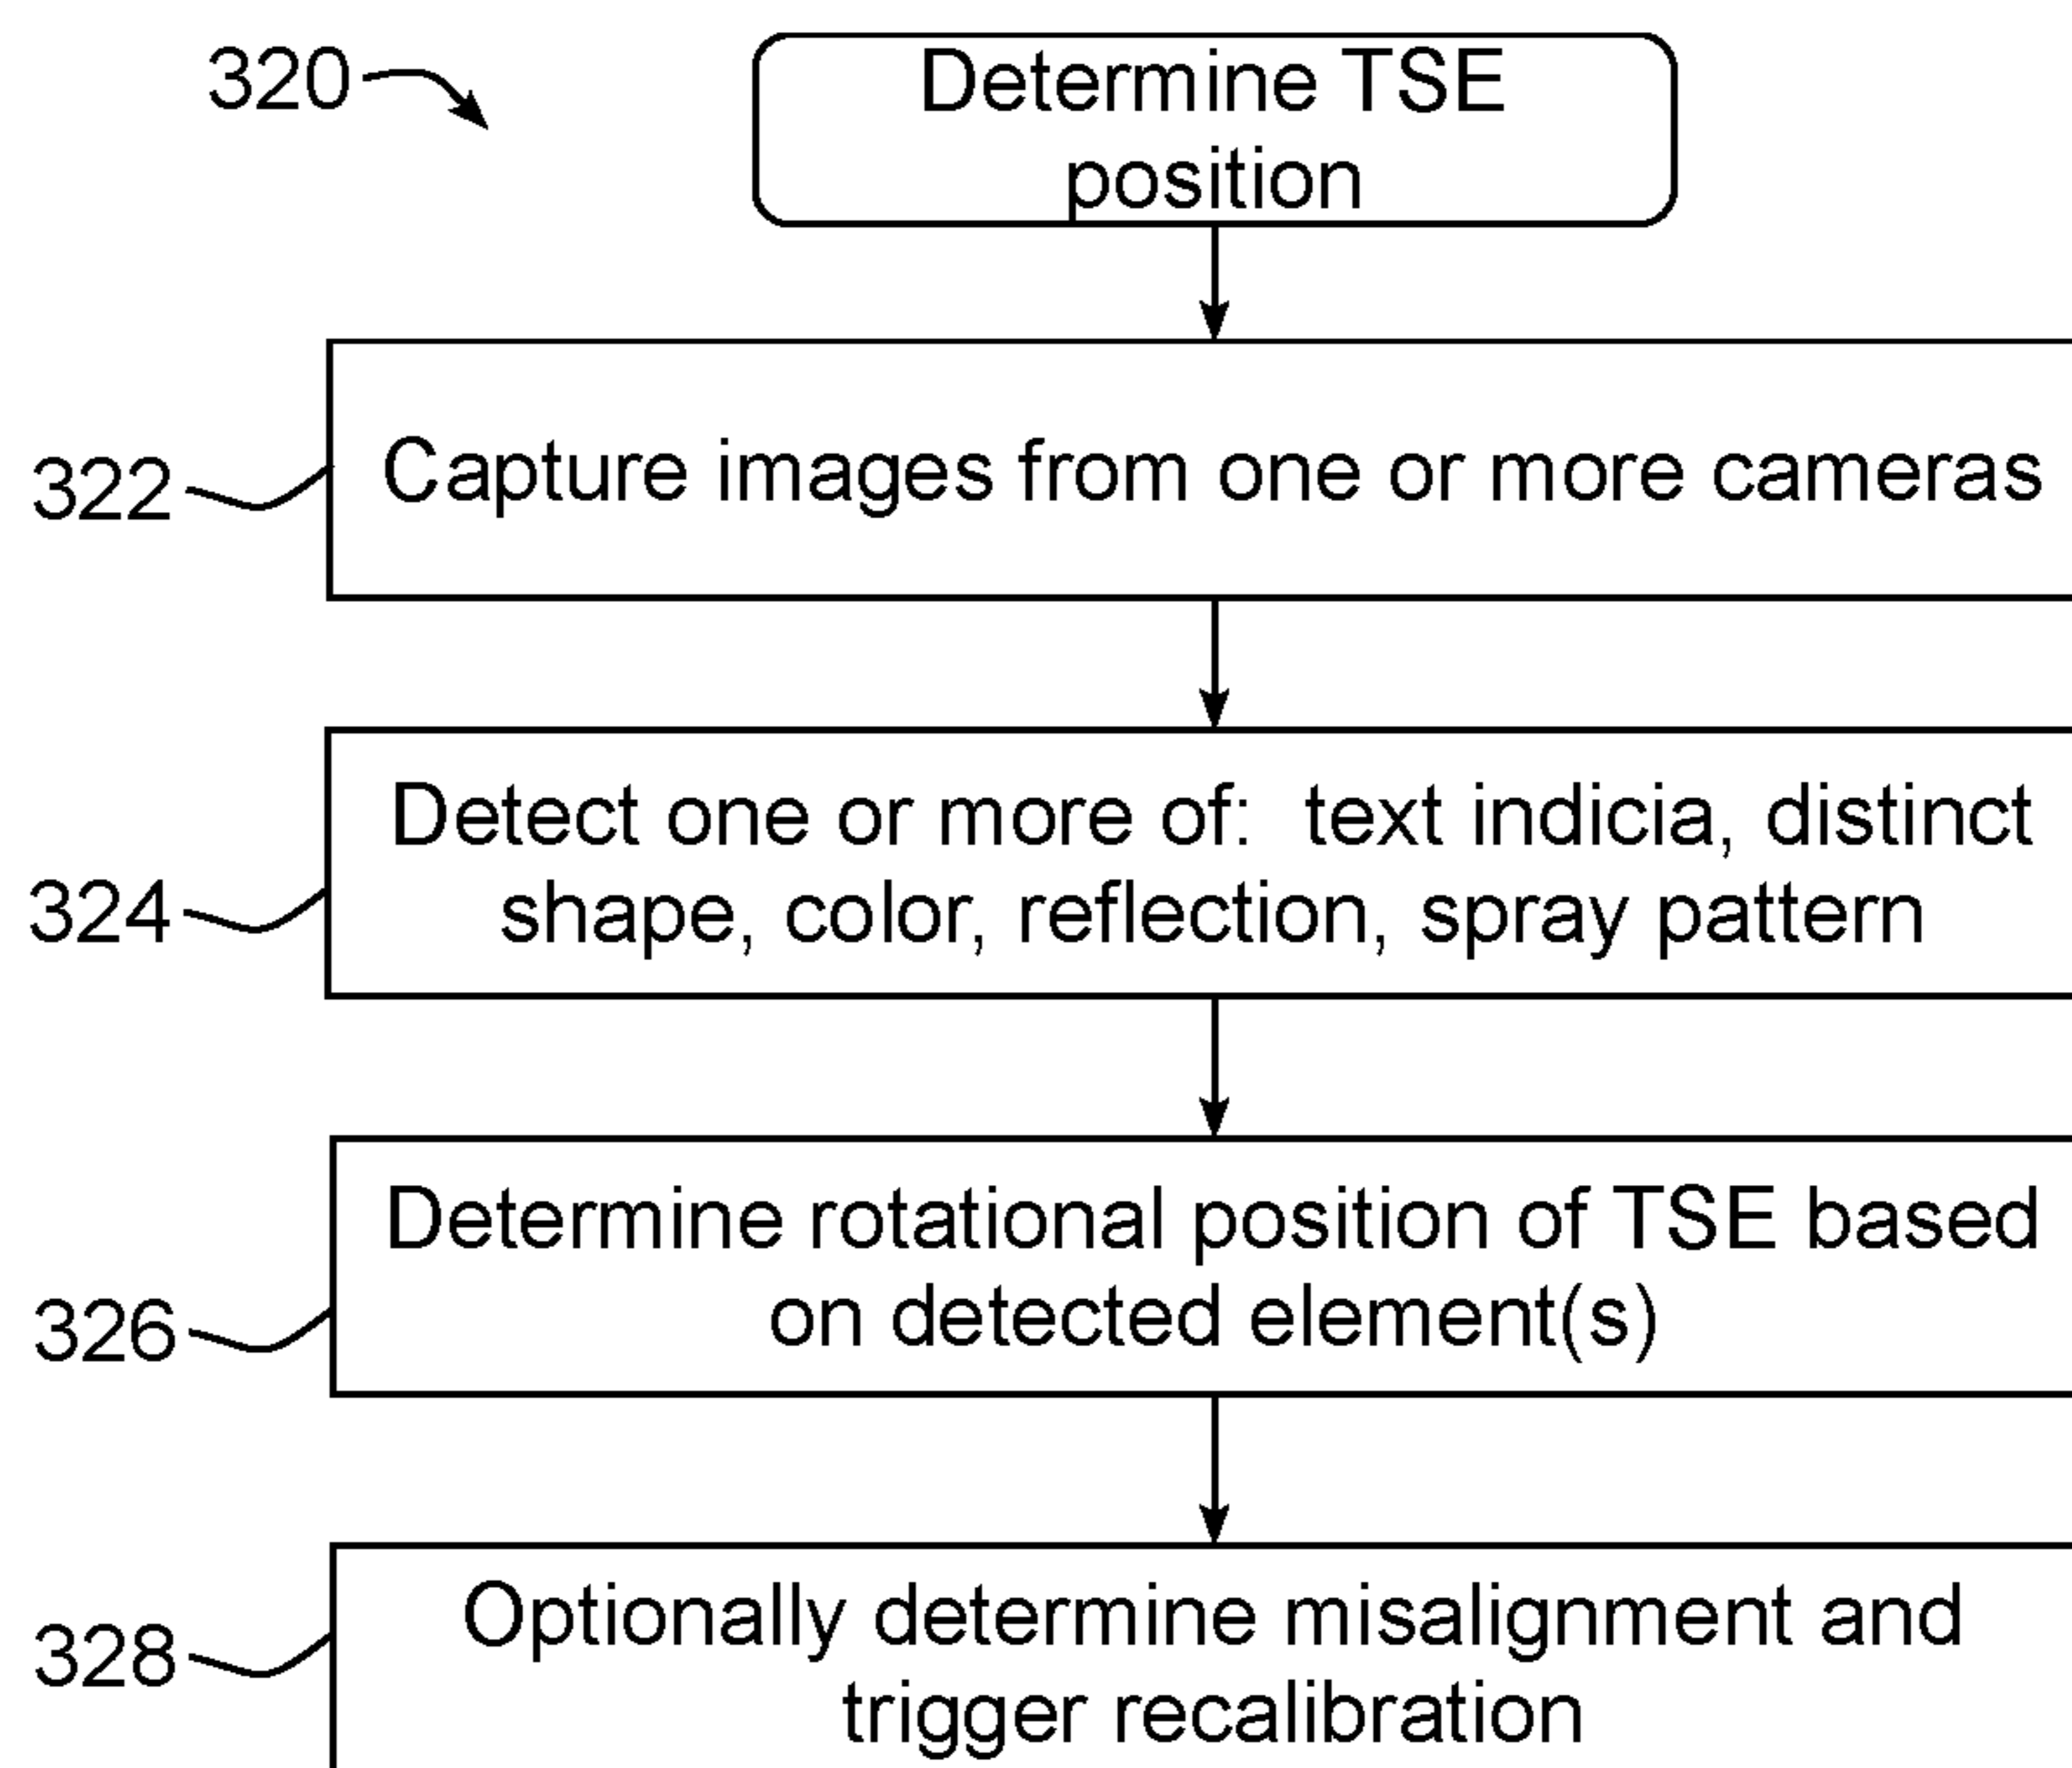 320
Determine TSE
position
322
Capture images from one or more cameras
324
Detect one or more of: text indicia, distinct
shape, color, reflection, spray pattern
326
Determine rotational position of TSE based
on detected element(s)
328
Optionally determine misalignment and
trigger recalibration